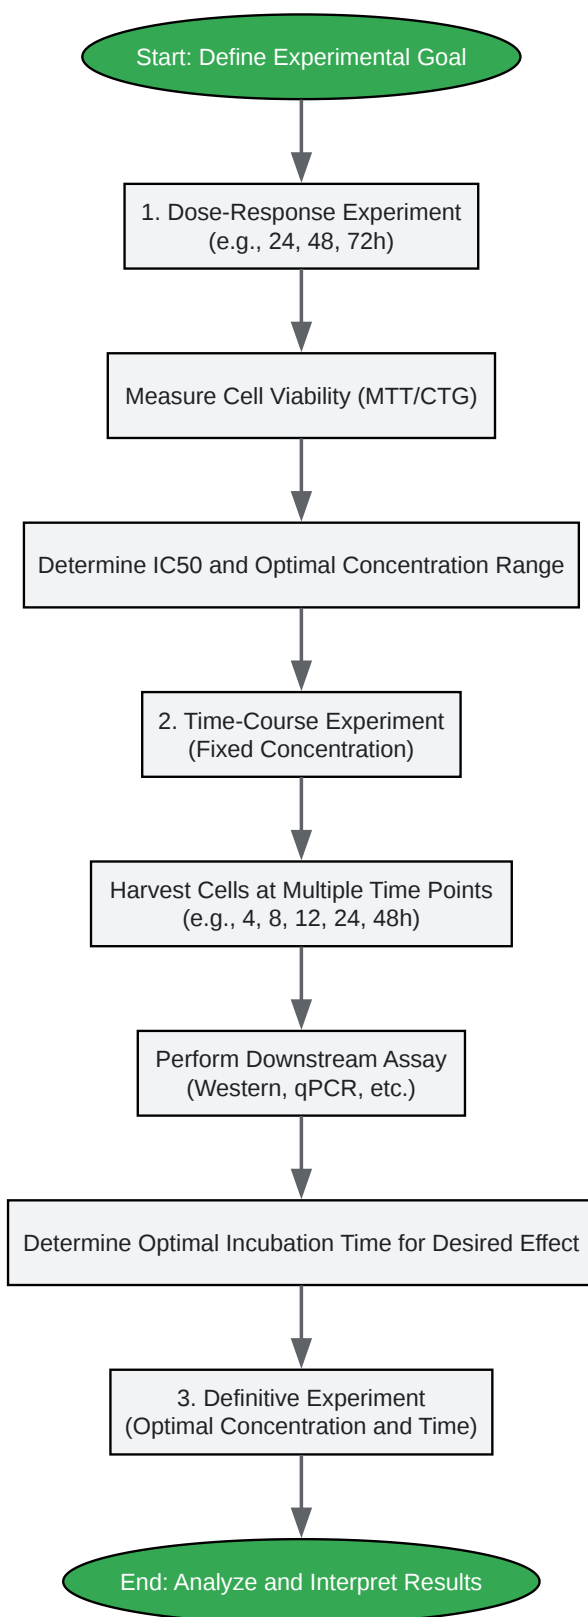 Start: Define Experimental Goal
1. Dose-Response Experiment
(e.g., 24, 48, 72h)
Measure Cell Viability (MTT/CTG)
Determine IC50 and Optimal Concentration Range
2. Time-Course Experiment
(Fixed Concentration)
Harvest Cells at Multiple Time Points
(e.g., 4, 8, 12, 24, 48h)
Perform Downstream Assay
(Western, qPCR, etc.)
Determine Optimal Incubation Time for Desired Effect
3. Definitive Experiment
(Optimal Concentration and Time)
End: Analyze and Interpret Results